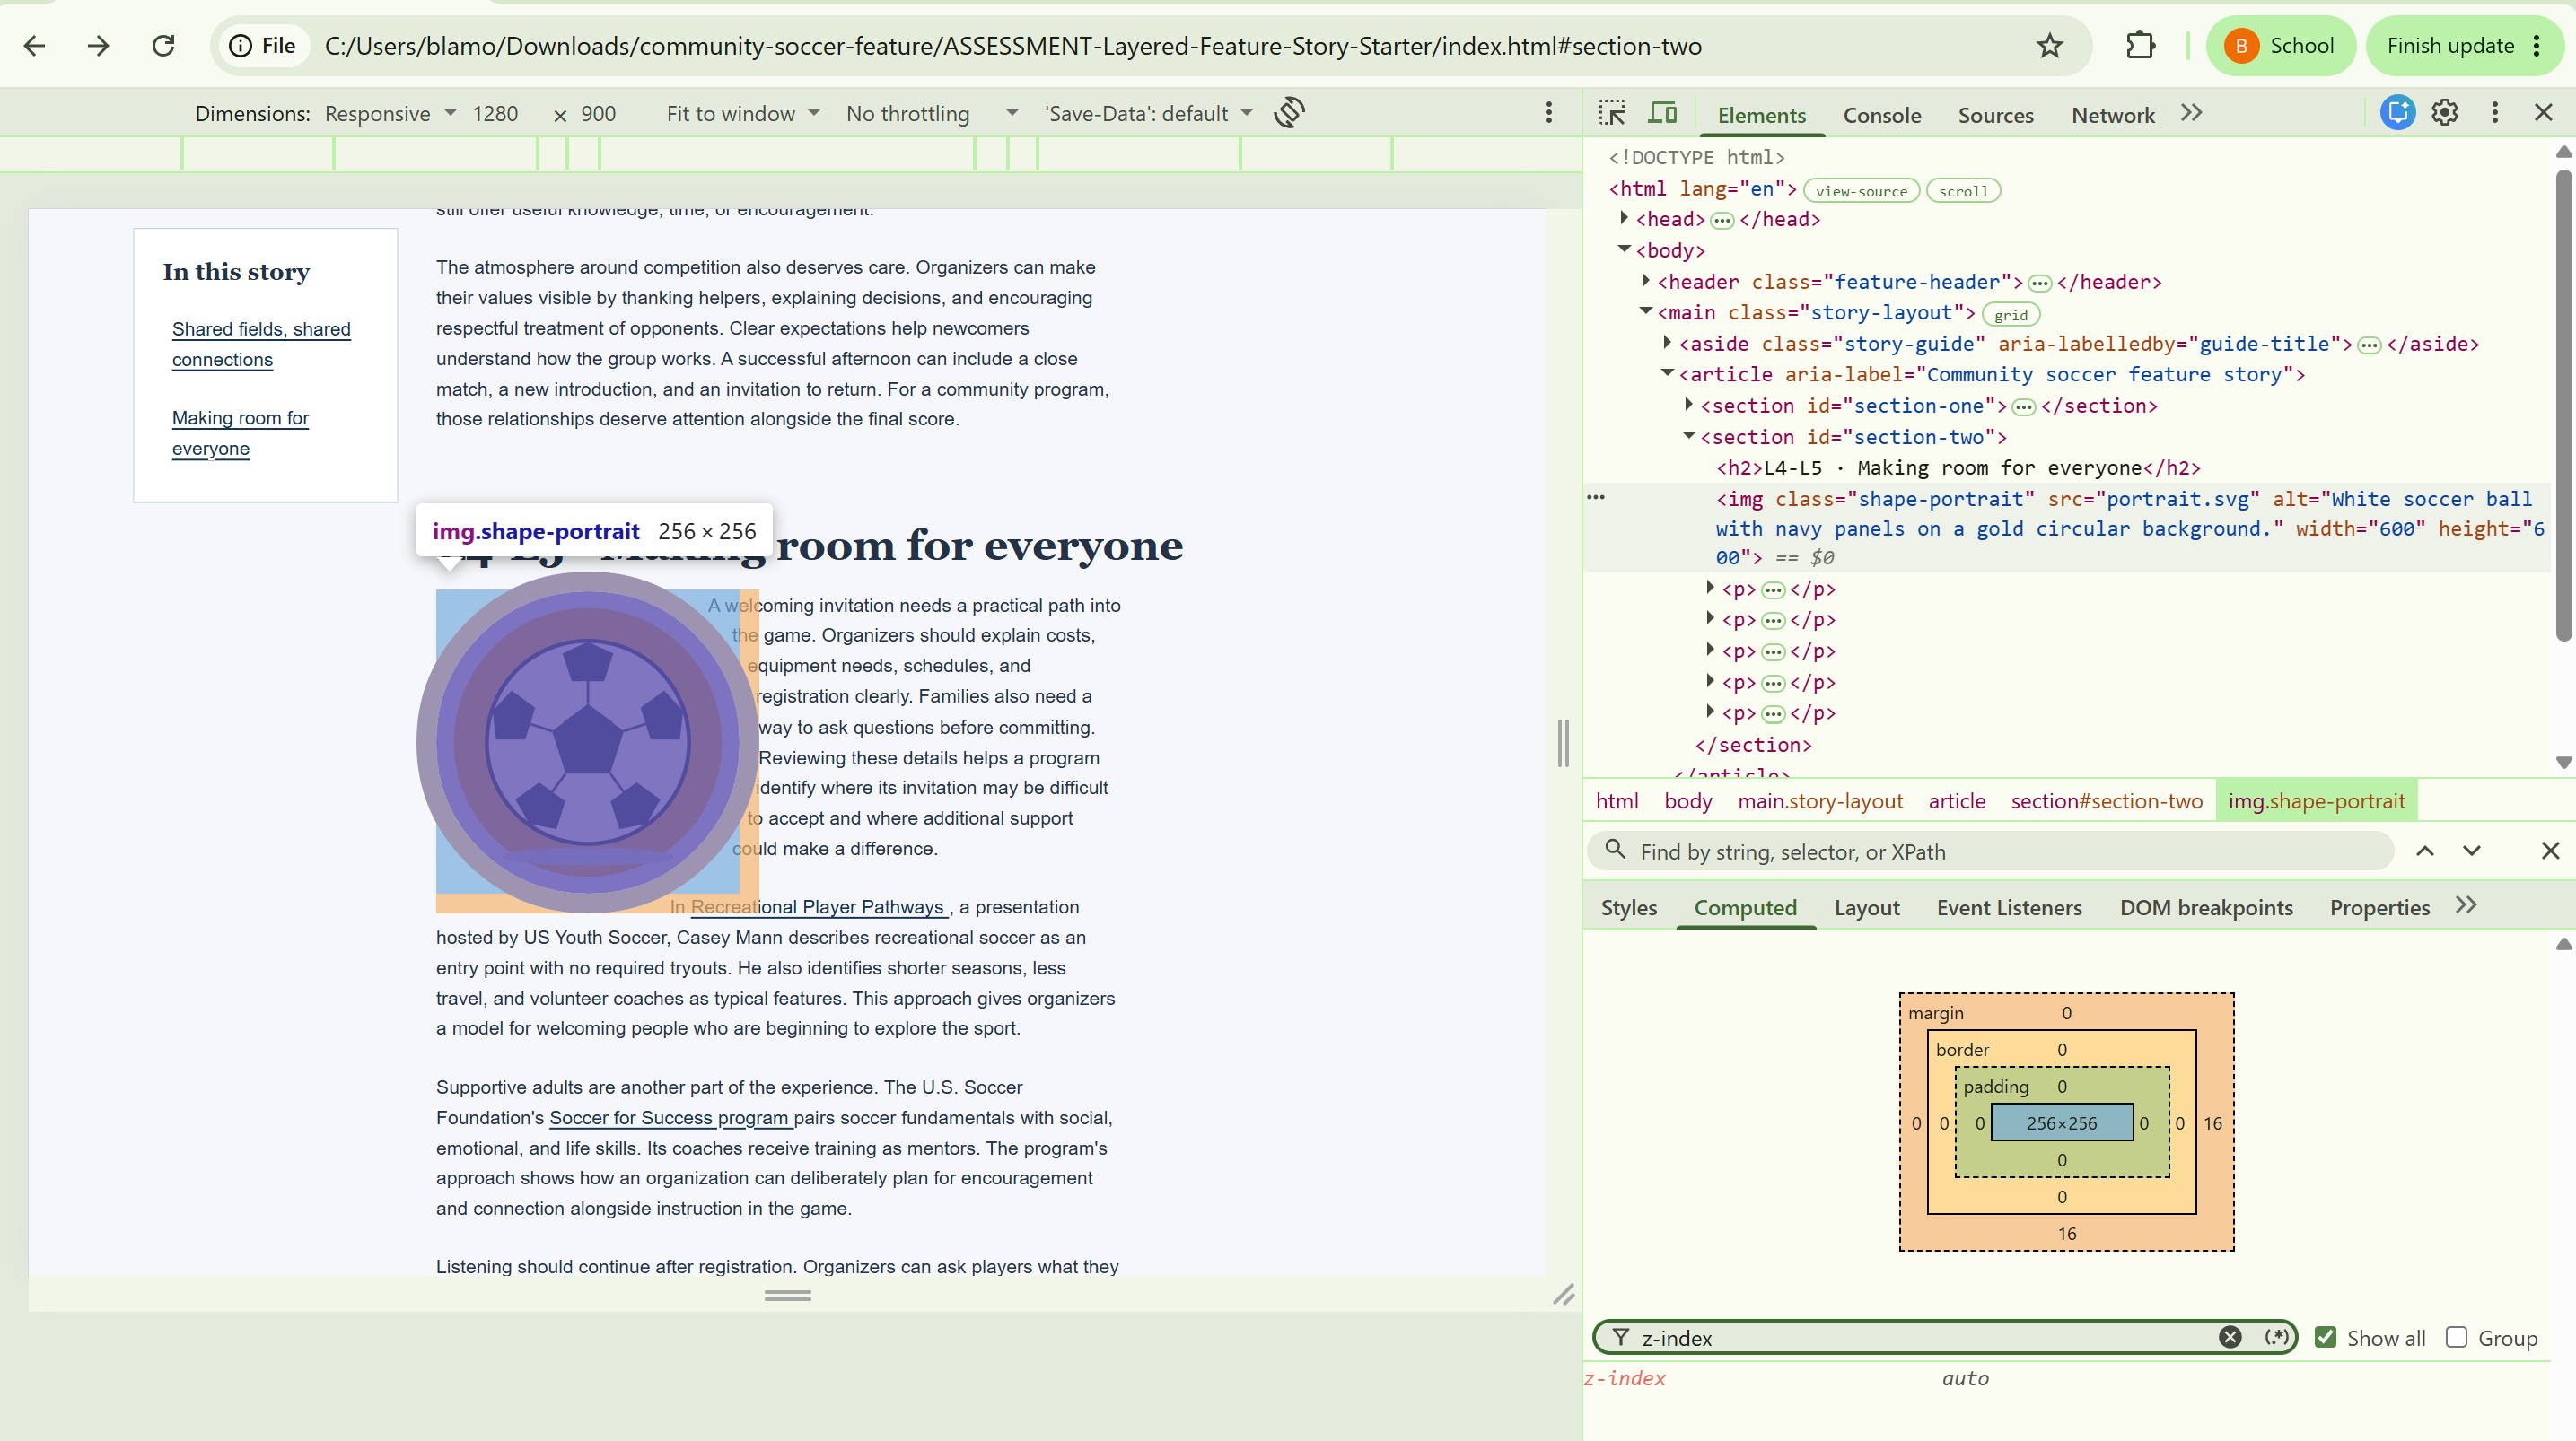 File
C:/Users/blamo/Downloads/community-soccer-feature/ASSESSMENT-Layered-Feature-Story-Starter/index.html#section-two
B School
Finish update
Dimensions: Responsive 1280 × 900 Fit to window No throttling 'Save-Data': default
Elements Console Sources Network
still offer useful knowledge, time, or encouragement.
In this story
Shared fields, shared
connections
Making room for
everyone
The atmosphere around competition also deserves care. Organizers can make
their values visible by thanking helpers, explaining decisions, and encouraging
respectful treatment of opponents. Clear expectations help newcomers
understand how the group works. A successful afternoon can include a close
match, a new introduction, and an invitation to return. For a community program,
those relationships deserve attention alongside the final score.
img.shape-portrait 256 × 256
L4-L5 · Making room for everyone
A welcoming invitation needs a practical path into
the game. Organizers should explain costs,
equipment needs, schedules, and
registration clearly. Families also need a
way to ask questions before committing.
Reviewing these details helps a program
identify where its invitation may be difficult
to accept and where additional support
could make a difference.
In Recreational Player Pathways , a presentation
hosted by US Youth Soccer, Casey Mann describes recreational soccer as an
entry point with no required tryouts. He also identifies shorter seasons, less
travel, and volunteer coaches as typical features. This approach gives organizers
a model for welcoming people who are beginning to explore the sport.
Supportive adults are another part of the experience. The U.S. Soccer
Foundation's Soccer for Success program pairs soccer fundamentals with social,
emotional, and life skills. Its coaches receive training as mentors. The program's
approach shows how an organization can deliberately plan for encouragement
and connection alongside instruction in the game.
Listening should continue after registration. Organizers can ask players what they
<!DOCTYPE html>
<html lang="en"> view-source scroll
<head> ••• </head>
<body>
<header class="feature-header"> ••• </header>
<main class="story-layout"> grid
<aside class="story-guide" aria-labelledby="guide-title"> ••• </aside>
<article aria-label="Community soccer feature story">
<section id="section-one"> ••• </section>
<section id="section-two">
<h2>L4-L5 · Making room for everyone</h2>
••• <img class="shape-portrait" src="portrait.svg" alt="White soccer ball
with navy panels on a gold circular background." width="600" height="6
00"> == $0
<p> ••• </p>
<p> ••• </p>
<p> ••• </p>
<p> ••• </p>
<p> ••• </p>
</section>
</article>
html body main.story-layout article section#section-two img.shape-portrait
Find by string, selector, or XPath
Styles Computed Layout Event Listeners DOM breakpoints Properties
margin 0
border 0
padding 0
0 0 0 256×256 0 0 16
0
0
16
z-index (.*) Show all Group
z-index auto